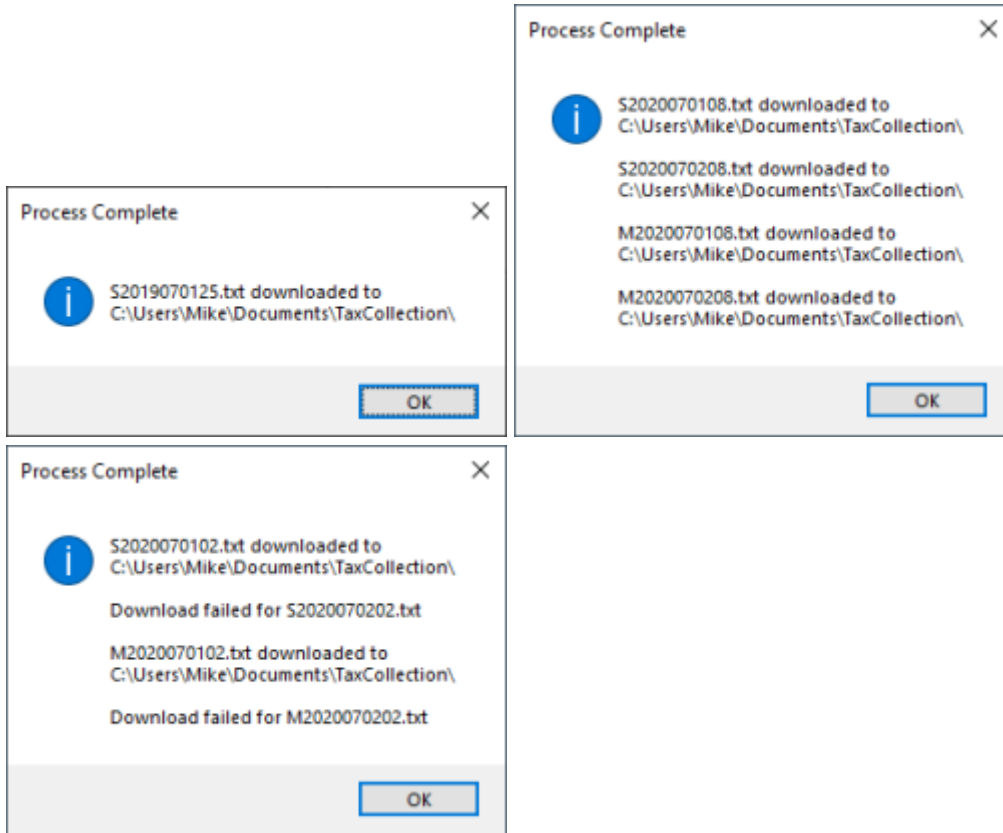 Process Complete
S2019070125.txt downloaded to
C:\Users\Mike\Documents\TaxCollection\
OK
Process Complete
S2020070108.txt downloaded to
C:\Users\Mike\Documents\TaxCollection\
S2020070208.txt downloaded to
C:\Users\Mike\Documents\TaxCollection\
M2020070108.txt downloaded to
C:\Users\Mike\Documents\TaxCollection\
M2020070208.txt downloaded to
C:\Users\Mike\Documents\TaxCollection\
OK
Process Complete
S2020070102.txt downloaded to
C:\Users\Mike\Documents\TaxCollection\
Download failed for S2020070202.txt
M2020070102.txt downloaded to
C:\Users\Mike\Documents\TaxCollection\
Download failed for M2020070202.txt
OK